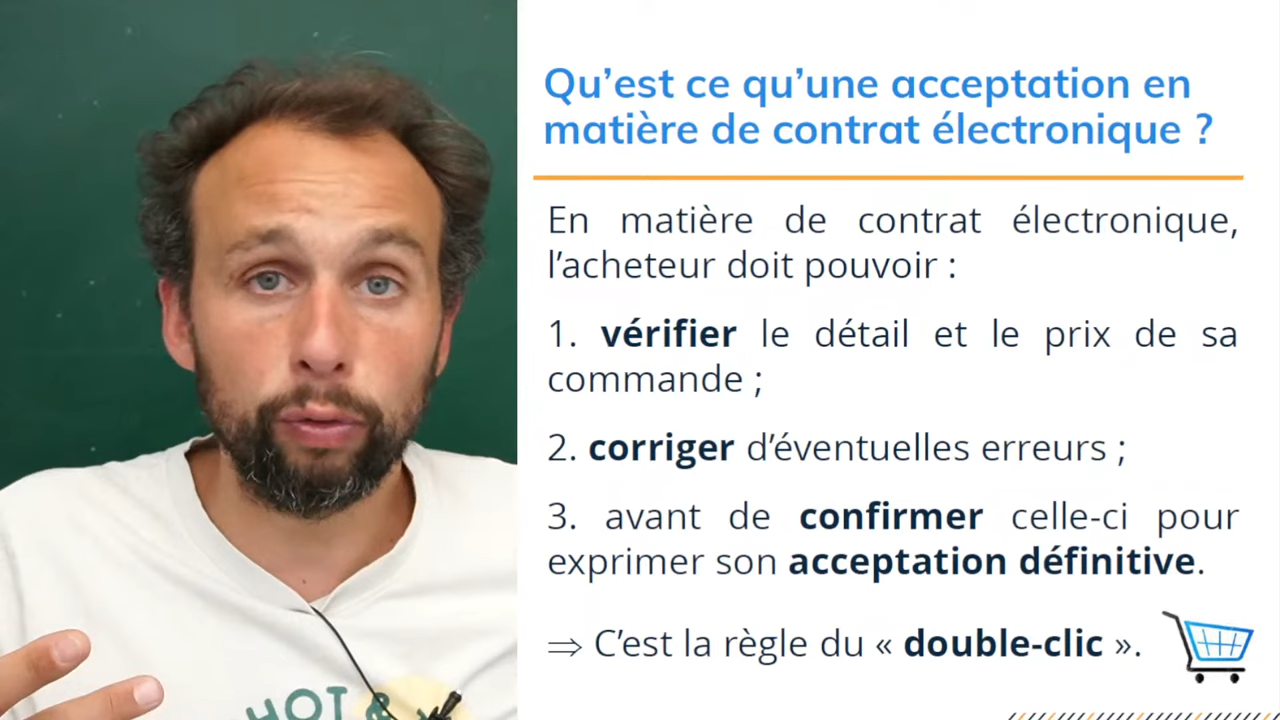 Qu’est ce qu’une acceptation en
matière de contrat électronique ?
En matière de contrat électronique,
l’acheteur doit pouvoir :
1. vérifier le détail et le prix de sa
commande ;
2. corriger d’éventuelles erreurs ;
3. avant de confirmer celle-ci pour
exprimer son acceptation définitive.
⇒ C’est la règle du « double-clic ».
HOT &